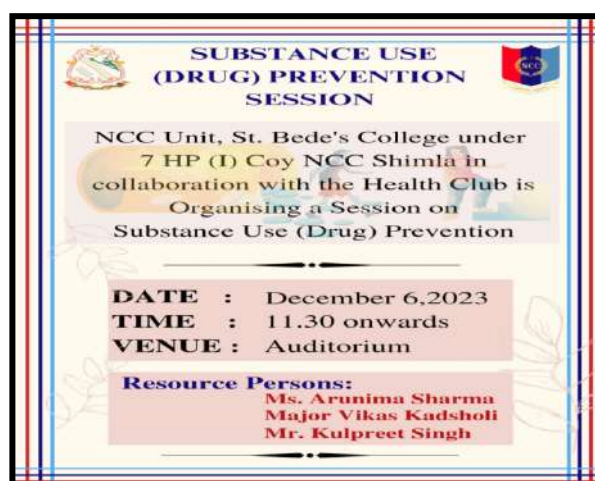 SUBSTANCE USE
(DRUG) PREVENTION
SESSION
NCC
NCC Unit, St. Bede's College under
7 HP (I) Coy NCC Shimla in
collaboration with the Health Club is
Organising a Session on
Substance Use (Drug) Prevention
DATE : December 6,2023
TIME : 11.30 onwards
VENUE : Auditorium
Resource Persons:
Ms. Arunima Sharma
Major Vikas Kadsholi
Mr. Kulpreet Singh